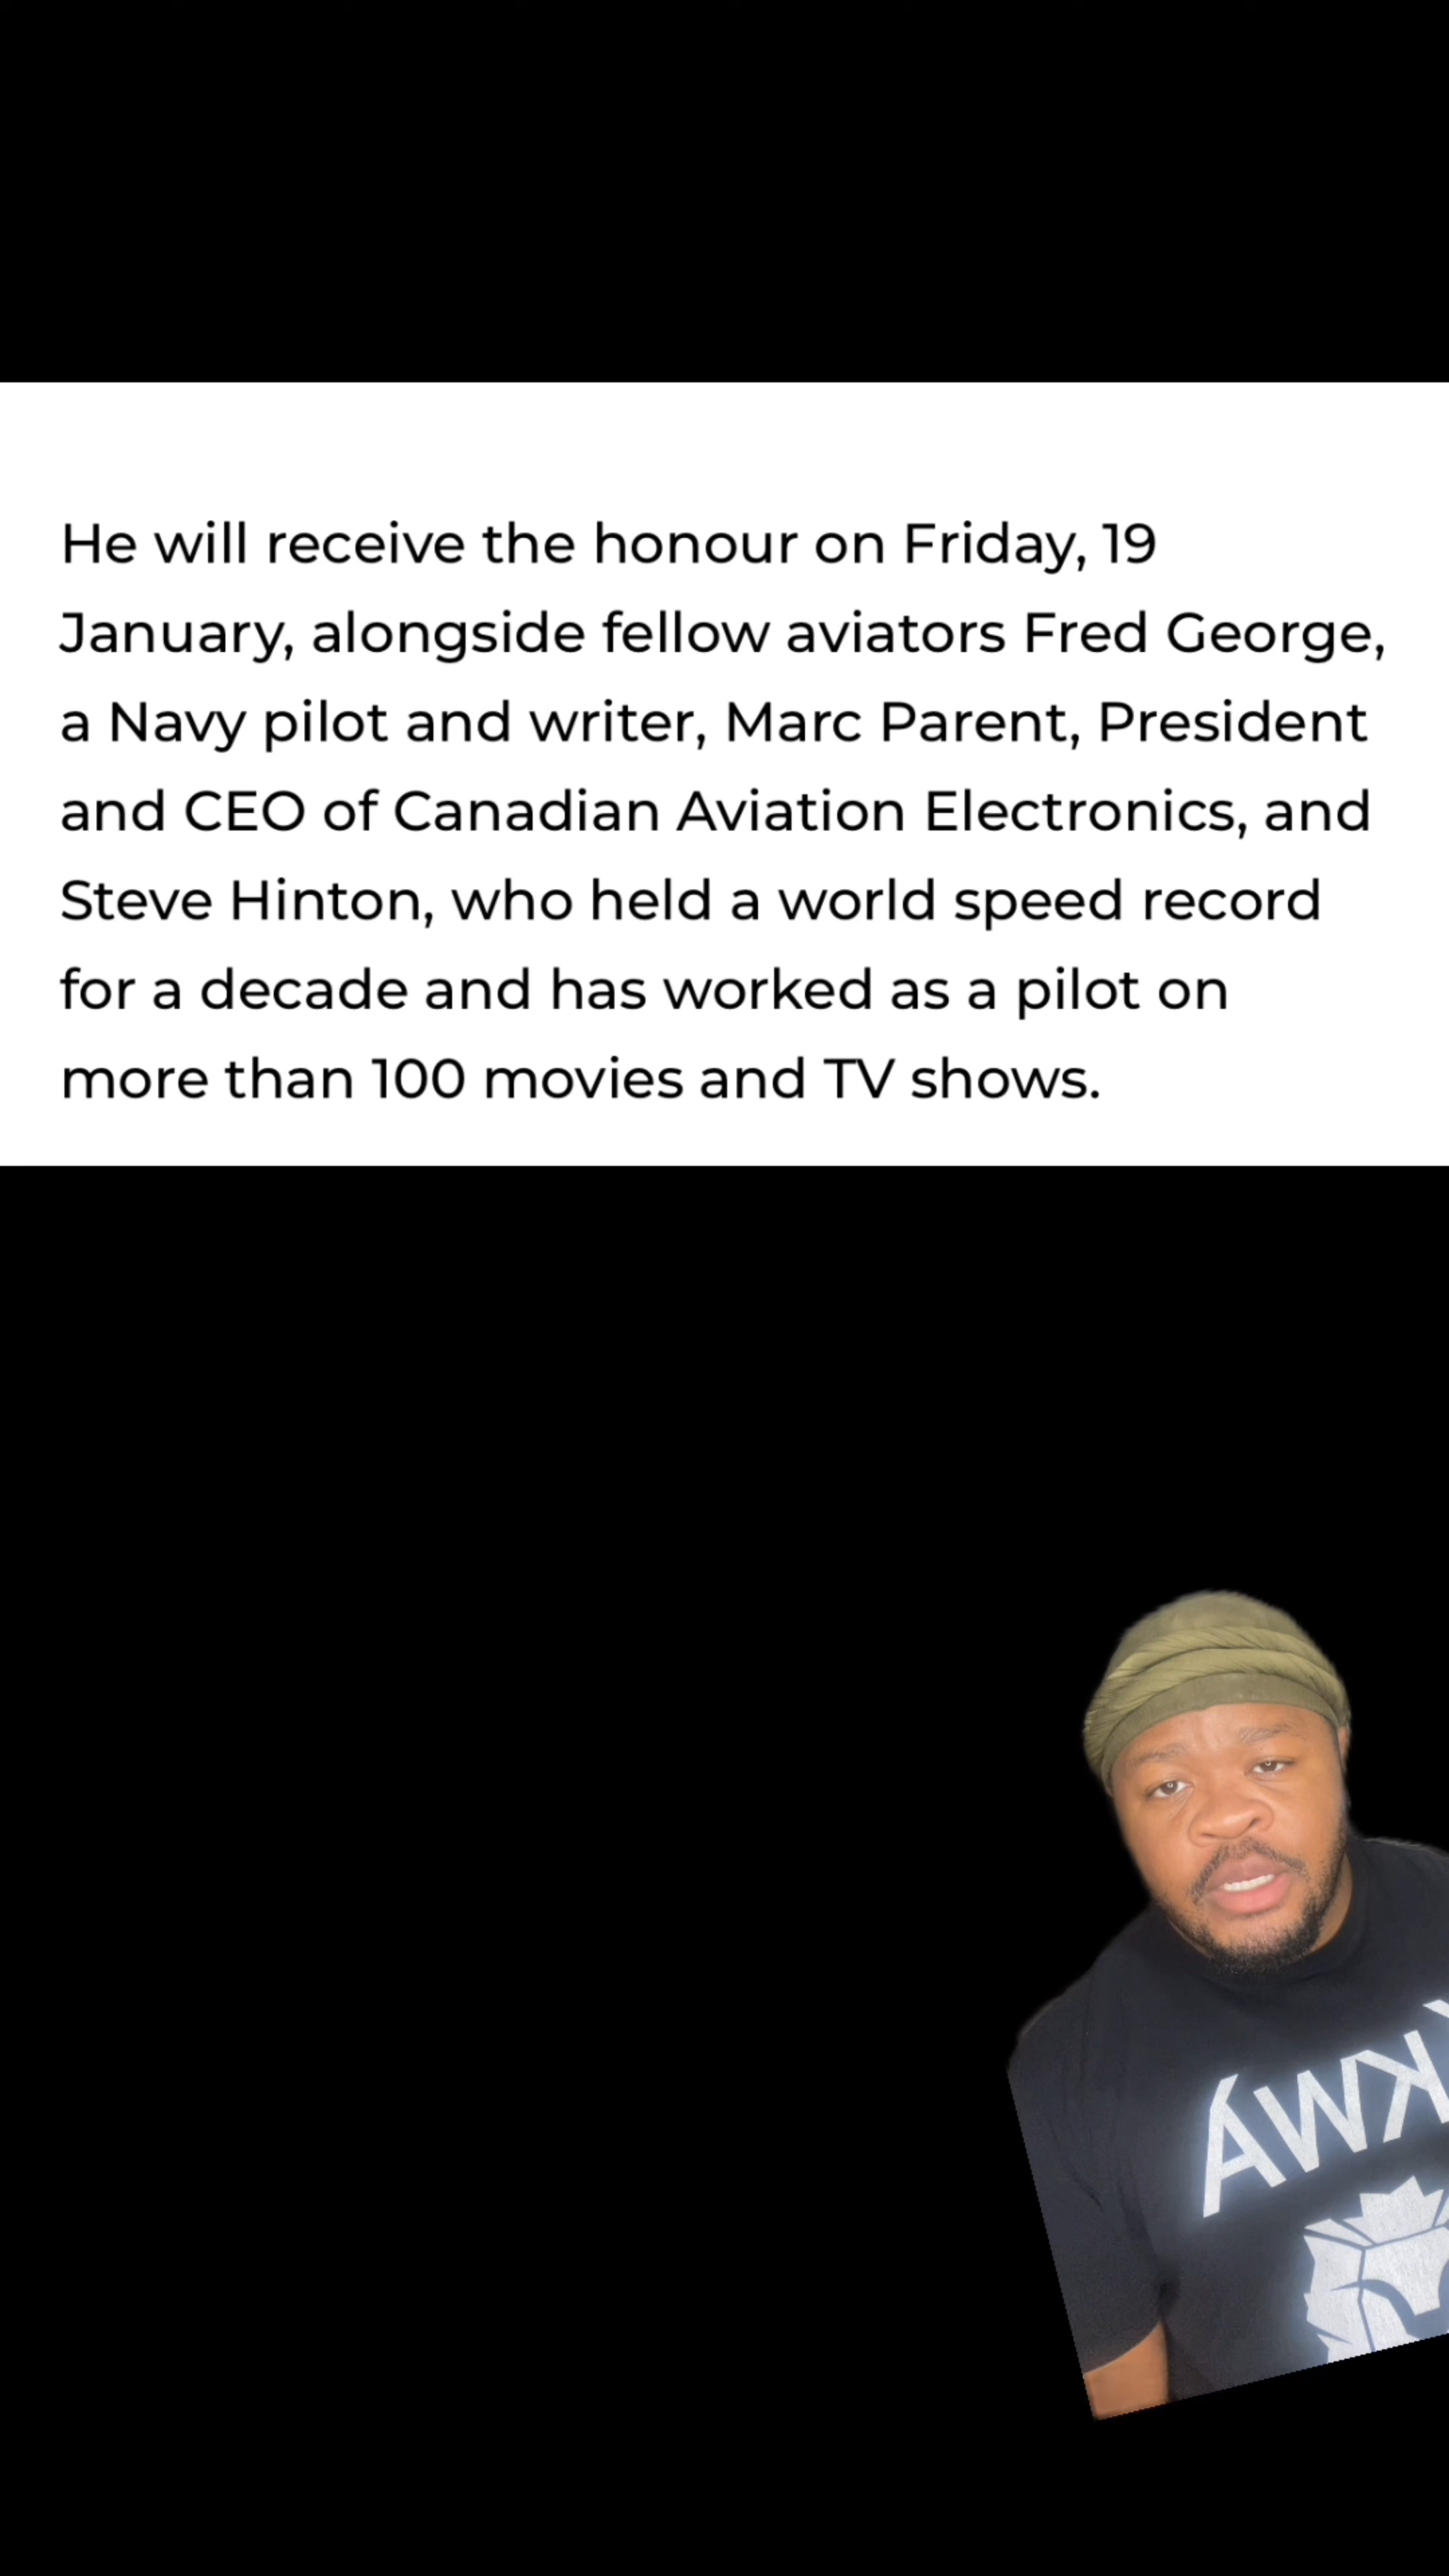 He will receive the honour on Friday, 19
January, alongside fellow aviators Fred George,
a Navy pilot and writer, Marc Parent, President
and CEO of Canadian Aviation Electronics, and
Steve Hinton, who held a world speed record
for a decade and has worked as a pilot on
more than 100 movies and TV shows.